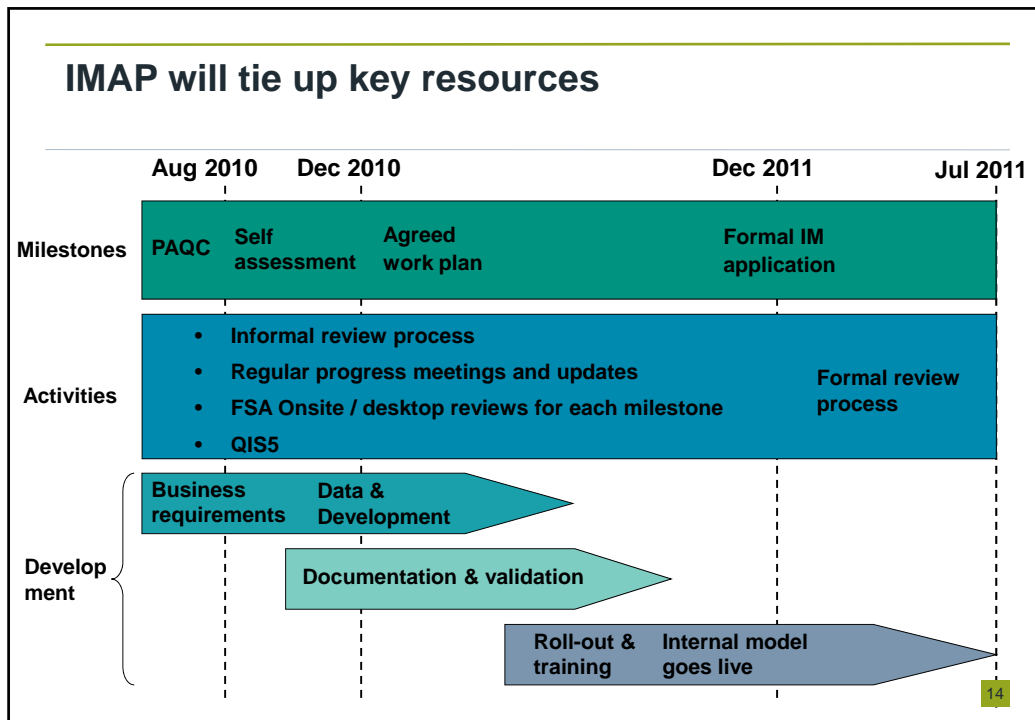 IMAP will tie up key resources
Aug 2010 Dec 2010 Dec 2011 Jul 2011
Milestones
PAQC
Self
assessment
Agreed
work plan
Formal IM
application
Activities
• Informal review process
• Regular progress meetings and updates
• FSA Onsite / desktop reviews for each milestone
• QIS5
Formal review
process
Develop
ment
Business
requirements
Data &
Development
Documentation & validation
Roll-out &
training
Internal model
goes live
14